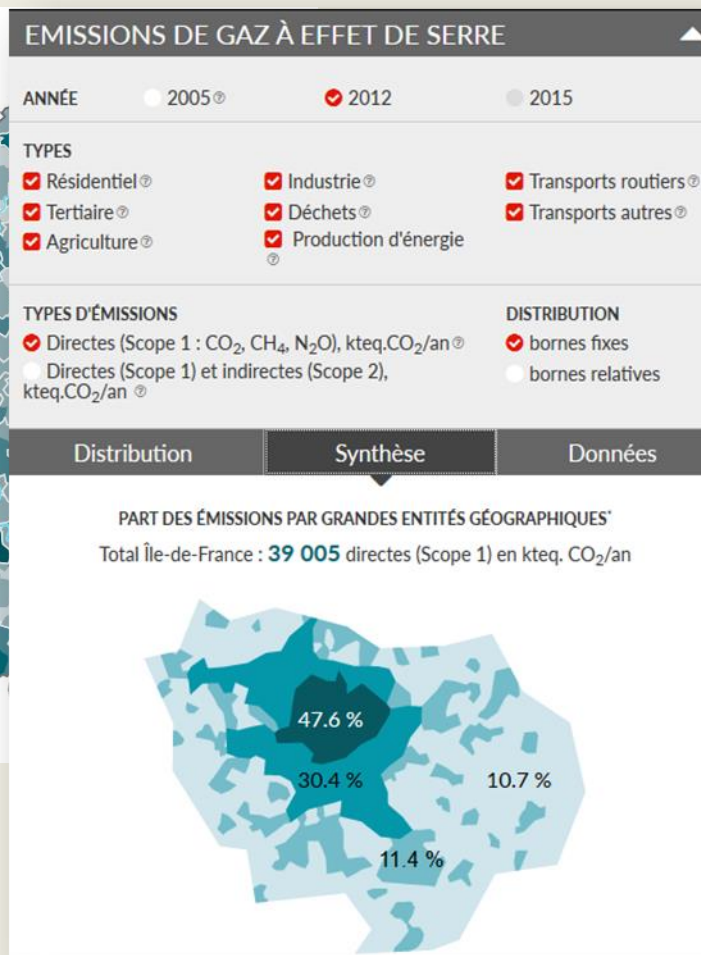 EMISSIONS DE GAZ À EFFET DE SERRE
ANNÉE 2005 ? 2012 2015
TYPES
Résidentiel ? Industrie ? Transports routiers ?
Tertiaire ? Déchets ? Transports autres ?
Agriculture ? Production d'énergie
?
TYPES D'ÉMISSIONS DISTRIBUTION
Directes (Scope 1 : CO₂, CH₄, N₂O), kteq.CO₂/an ? bornes fixes
Directes (Scope 1) et indirectes (Scope 2), bornes relatives
kteq.CO₂/an ?
Distribution Synthèse Données
PART DES ÉMISSIONS PAR GRANDES ENTITÉS GÉOGRAPHIQUES*
Total Île-de-France : 39 005 directes (Scope 1) en kteq. CO₂/an
47.6 %
30.4 % 10.7 %
11.4 %